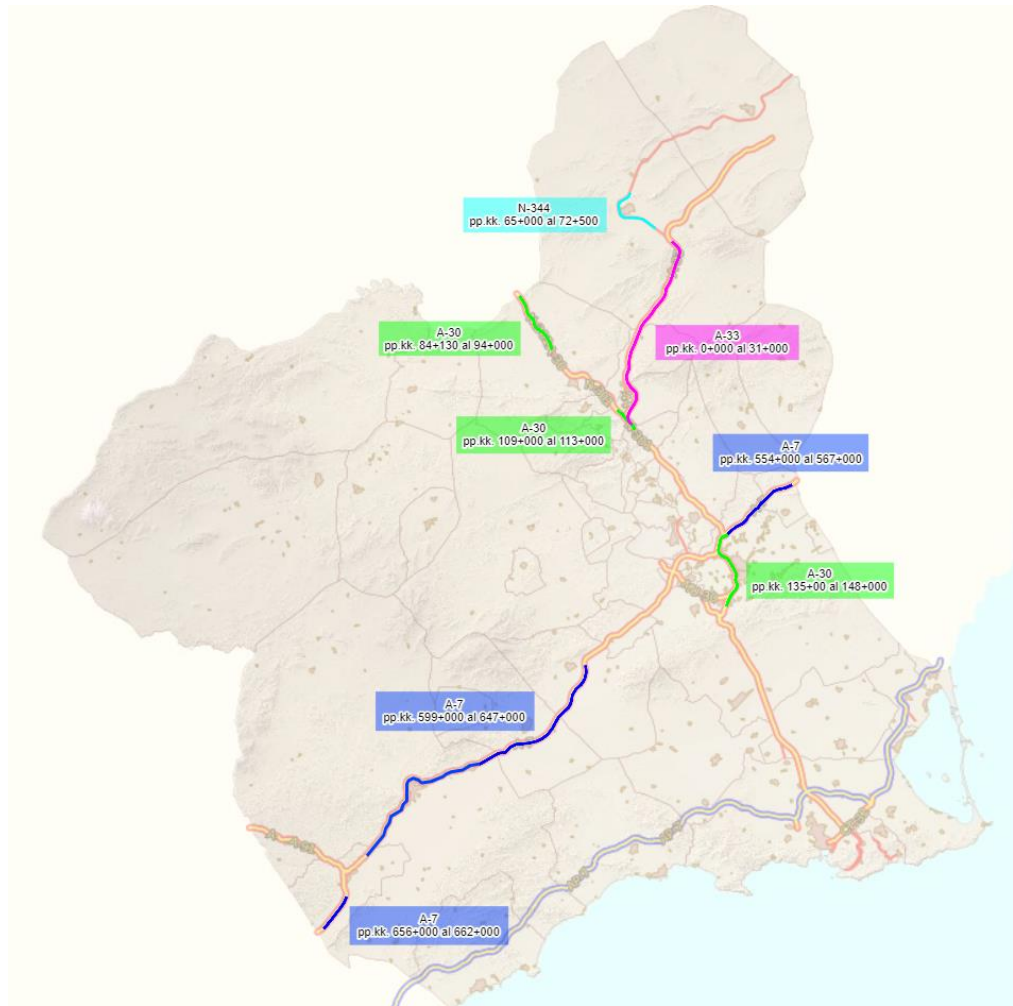 N-344
pp.kk. 65+000 al 72+500
A-30
pp.kk. 84+130 al 94+000
A-33
pp.kk. 0+000 al 31+000
A-30
pp.kk. 109+000 al 113+000
A-7
pp.kk. 554+000 al 567+000
A-30
pp.kk. 135+00 al 148+000
A-7
pp.kk. 599+000 al 647+000
A-7
pp.kk. 656+000 al 662+000